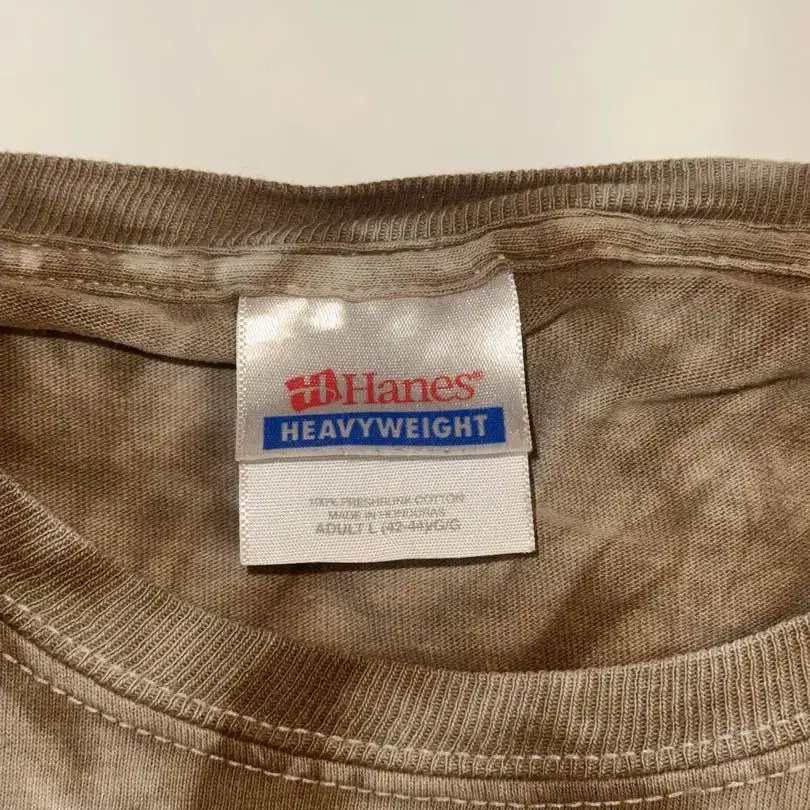 Hanes®
HEAVYWEIGHT
100% PRESHRUNK COTTON
MADE IN HONDURAS
ADULT L (42-44)/G/G